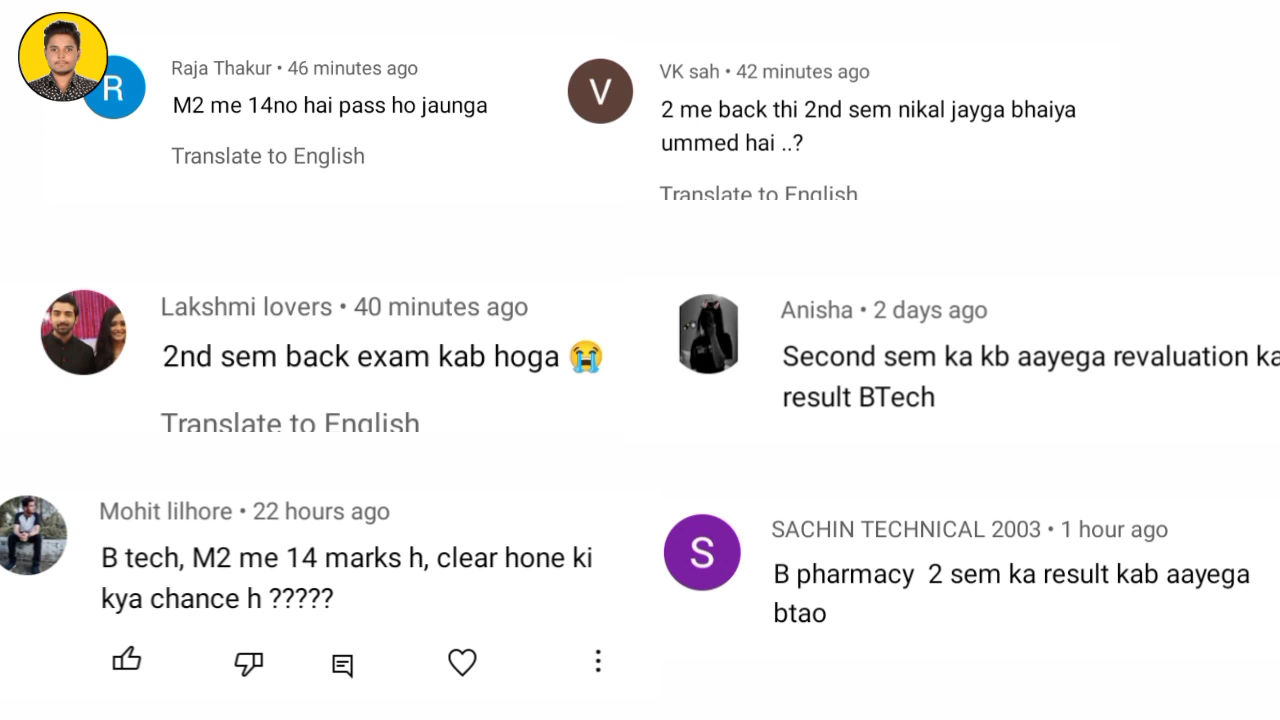 R
Raja Thakur • 46 minutes ago
M2 me 14no hai pass ho jaunga
Translate to English
V
VK sah • 42 minutes ago
2 me back thi 2nd sem nikal jayga bhaiya
ummed hai ..?
Translate to English
Lakshmi lovers • 40 minutes ago
2nd sem back exam kab hoga 😭
Translate to English
Anisha • 2 days ago
Second sem ka kb aayega revaluation ka
result BTech
Mohit lilhore • 22 hours ago
B tech, M2 me 14 marks h, clear hone ki
kya chance h ?????
S
SACHIN TECHNICAL 2003 • 1 hour ago
B pharmacy 2 sem ka result kab aayega
btao